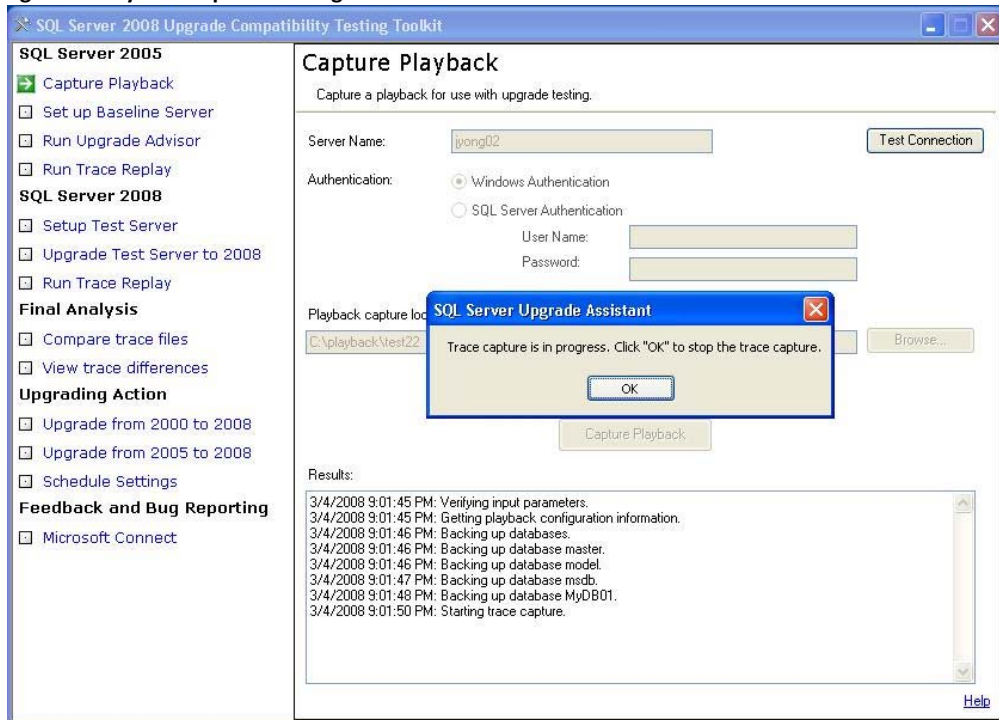 SQL Server 2008 Upgrade Compatibility Testing Toolkit
SQL Server 2005
Capture Playback
Set up Baseline Server
Run Upgrade Advisor
Run Trace Replay
SQL Server 2008
Setup Test Server
Upgrade Test Server to 2008
Run Trace Replay
Final Analysis
Compare trace files
View trace differences
Upgrading Action
Upgrade from 2000 to 2008
Upgrade from 2005 to 2008
Schedule Settings
Feedback and Bug Reporting
Microsoft Connect
Capture Playback
Capture a playback for use with upgrade testing.
Server Name:
jyong02
Test Connection
Authentication:
Windows Authentication
SQL Server Authentication
User Name:
Password:
Playback capture loc
C:\playback\test22
Browse...
SQL Server Upgrade Assistant
Trace capture is in progress. Click "OK" to stop the trace capture.
OK
Capture Playback
Results:
3/4/2008 9:01:45 PM: Verifying input parameters.
3/4/2008 9:01:45 PM: Getting playback configuration information.
3/4/2008 9:01:46 PM: Backing up databases.
3/4/2008 9:01:46 PM: Backing up database master.
3/4/2008 9:01:46 PM: Backing up database model.
3/4/2008 9:01:47 PM: Backing up database msdb.
3/4/2008 9:01:48 PM: Backing up database MyDB01.
3/4/2008 9:01:50 PM: Starting trace capture.
Help